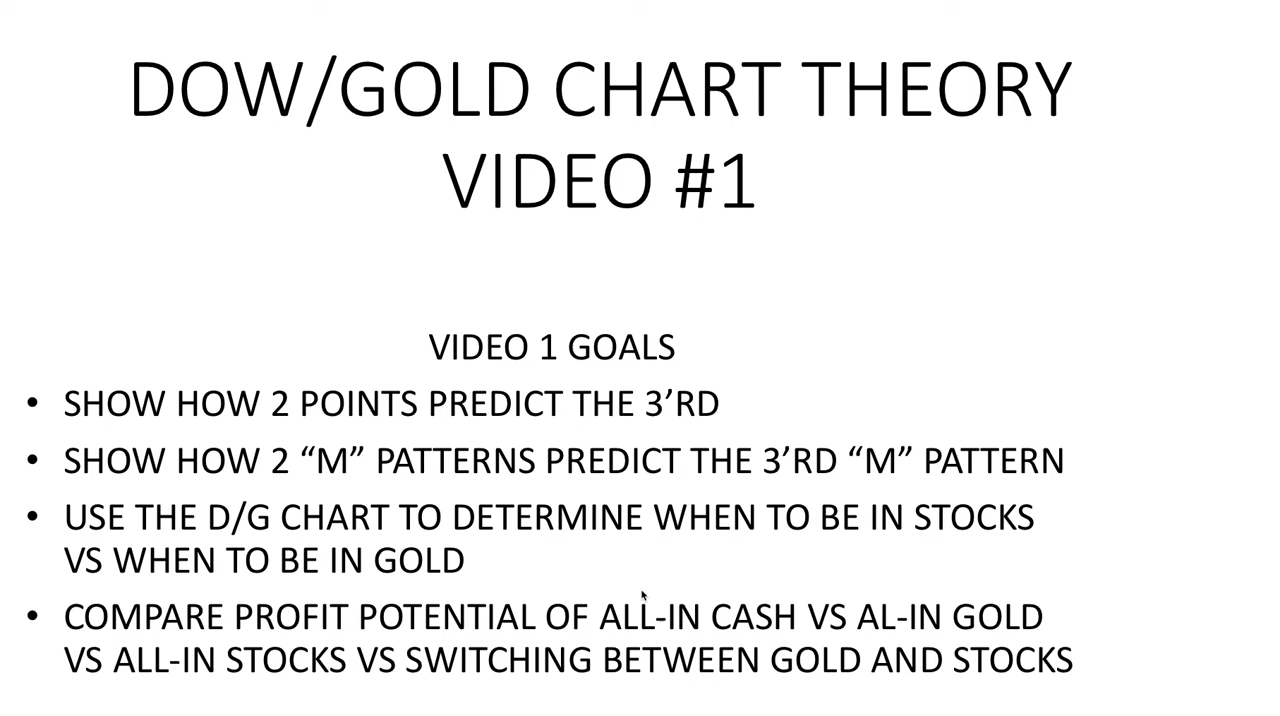 DOW/GOLD CHART THEORY
VIDEO #1
VIDEO 1 GOALS
• SHOW HOW 2 POINTS PREDICT THE 3’RD
• SHOW HOW 2 “M” PATTERNS PREDICT THE 3’RD “M” PATTERN
• USE THE D/G CHART TO DETERMINE WHEN TO BE IN STOCKS
VS WHEN TO BE IN GOLD
• COMPARE PROFIT POTENTIAL OF ALL-IN CASH VS AL-IN GOLD
VS ALL-IN STOCKS VS SWITCHING BETWEEN GOLD AND STOCKS